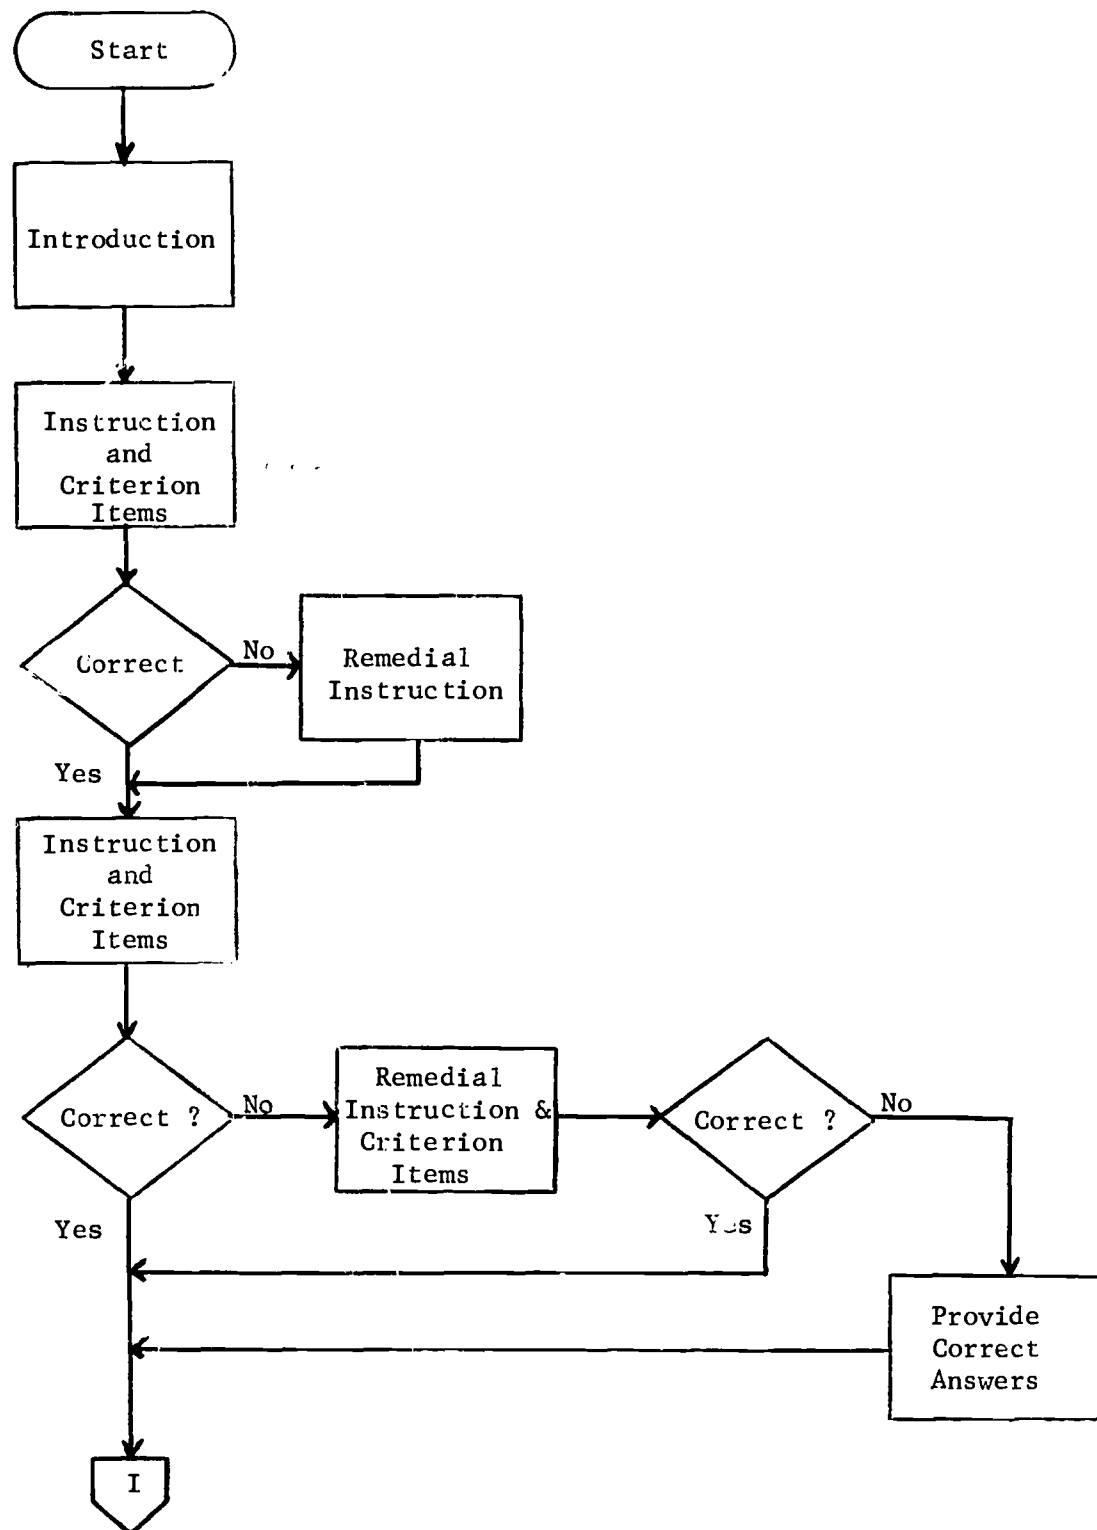 Start
Introduction
Instruction
and
Criterion
Items
Correct
No
Remedial
Instruction
Yes
Instruction
and
Criterion
Items
Correct ?
No
Remedial
Instruction &
Criterion
Items
Correct ?
No
Yes
Yes
Provide
Correct
Answers
I